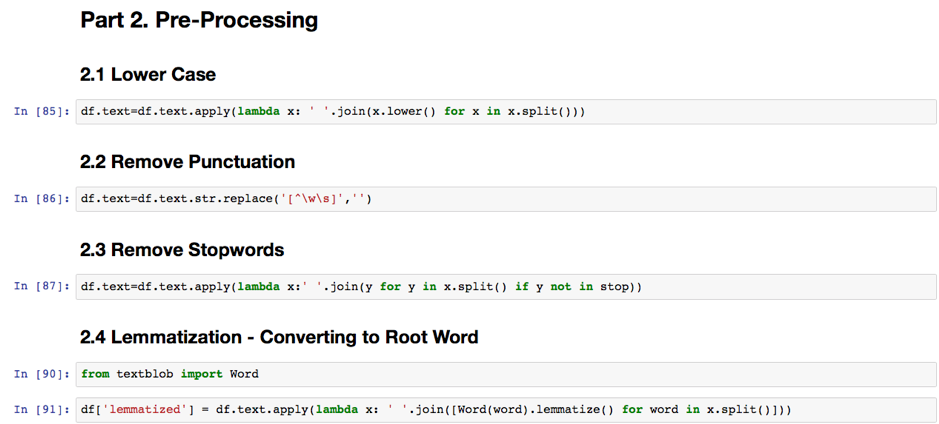 Part 2. Pre-Processing
2.1 Lower Case
In [85]: df.text=df.text.apply(lambda x: ' '.join(x.lower() for x in x.split()))
2.2 Remove Punctuation
In [86]: df.text=df.text.str.replace('[^\w\s]','')
2.3 Remove Stopwords
In [87]: df.text=df.text.apply(lambda x:' '.join(y for y in x.split() if y not in stop))
2.4 Lemmatization - Converting to Root Word
In [90]: from textblob import Word
In [91]: df['lemmatized'] = df.text.apply(lambda x: ' '.join([Word(word).lemmatize() for word in x.split()]))